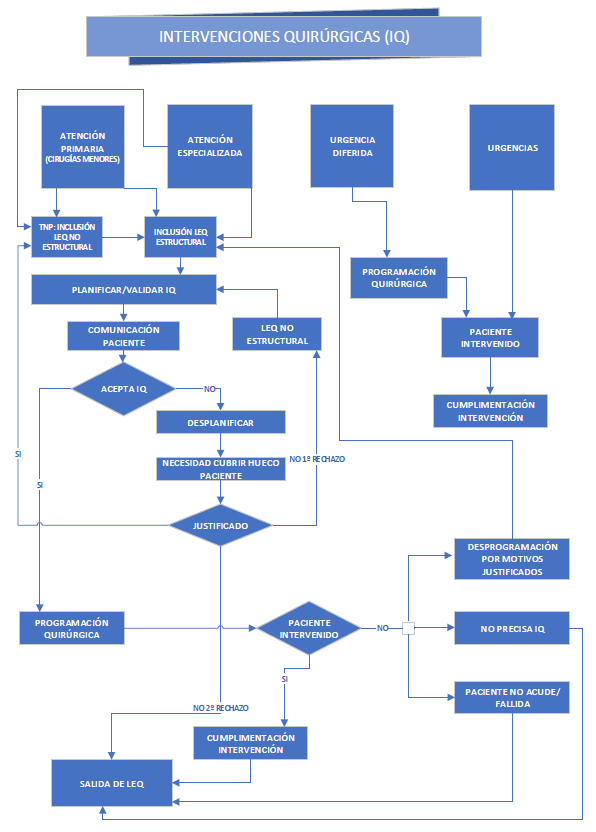 INTERVENCIONES QUIRÚRGICAS (IQ)
ATENCIÓN
PRIMARIA
(CIRUGÍAS MENORES)
ATENCIÓN
ESPECIALIZADA
URGENCIA
DIFERIDA
URGENCIAS
TNP: INCLUSIÓN
LEQ NO
ESTRUCTURAL
INCLUSIÓN LEQ
ESTRUCTURAL
PROGRAMACIÓN
QUIRÚRGICA
PLANIFICAR/VALIDAR IQ
COMUNICACIÓN
PACIENTE
LEQ NO
ESTRUCTURAL
PACIENTE
INTERVENIDO
ACEPTA IQ
NO
CUMPLIMENTACIÓN
INTERVENCIÓN
DESPLANIFICAR
SI
NECESIDAD CUBRIR HUECO
PACIENTE
NO 1º RECHAZO
SI
JUSTIFICADO
DESPROGRAMACIÓN
POR MOTIVOS
JUSTIFICADOS
PROGRAMACIÓN
QUIRÚRGICA
PACIENTE
INTERVENIDO
NO
NO PRECISA IQ
SI
PACIENTE NO ACUDE/
FALLIDA
NO 2º RECHAZO
CUMPLIMENTACIÓN
INTERVENCIÓN
SALIDA DE LEQ